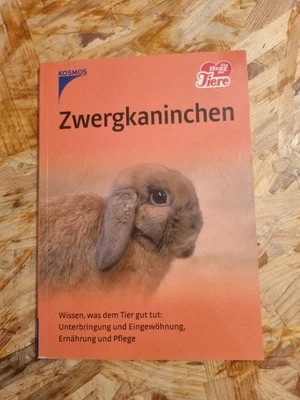 KOSMOS
Herz für
Tiere
Zwergkaninchen
Wissen, was dem Tier gut tut:
Unterbringung und Eingewöhnung,
Ernährung und Pflege